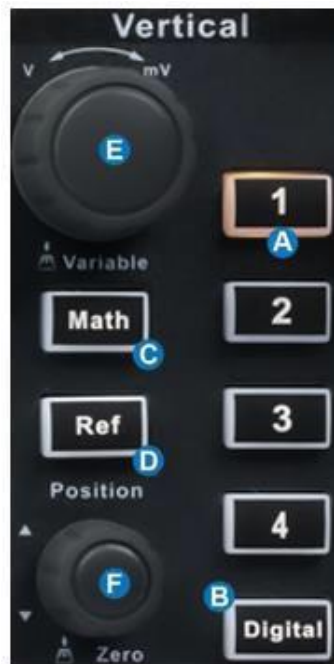 Vertical
V mV
E
1
A
Variable
Math
2
C
Ref
3
D
Position
4
F
B
Digital
Zero